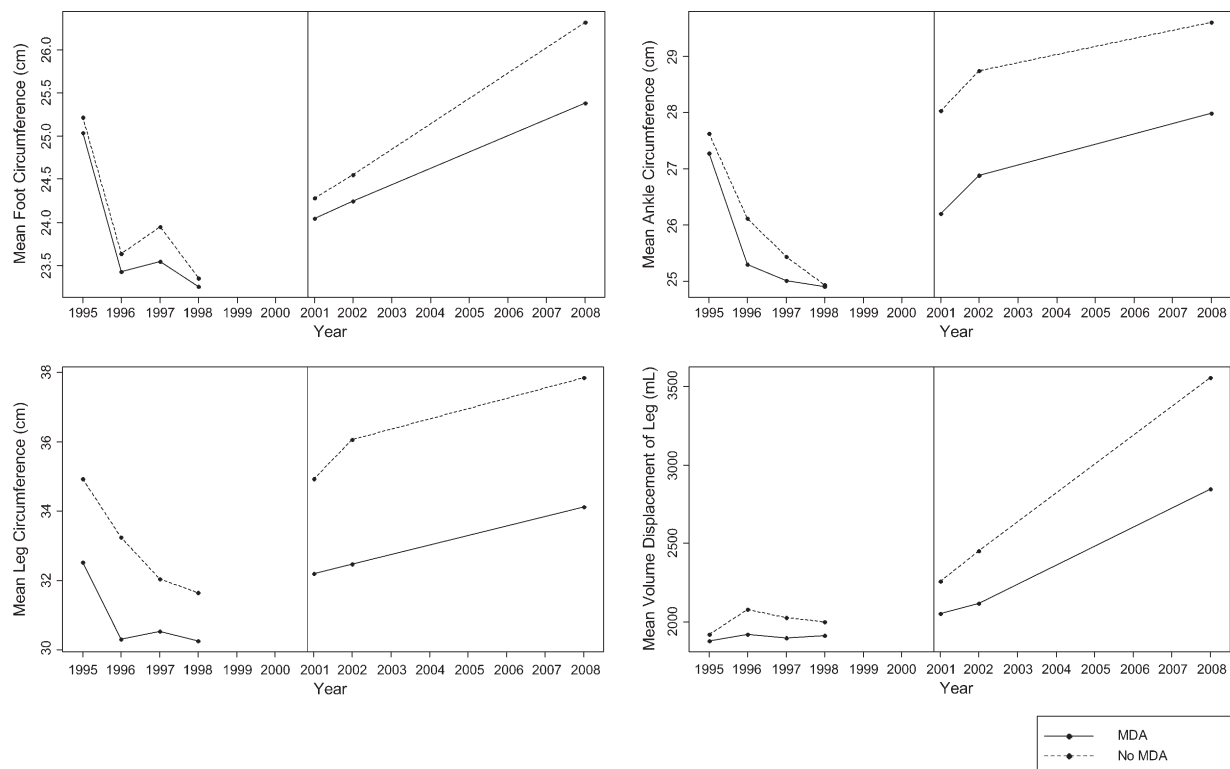 Mean Foot Circumference (cm)
26.0
25.5
25.0
24.5
24.0
23.5
1995 1996 1997 1998 1999 2000 2001 2002 2003 2004 2005 2006 2007 2008
Year
Mean Ankle Circumference (cm)
29
28
27
26
25
1995 1996 1997 1998 1999 2000 2001 2002 2003 2004 2005 2006 2007 2008
Year
Mean Leg Circumference (cm)
38
36
34
32
30
1995 1996 1997 1998 1999 2000 2001 2002 2003 2004 2005 2006 2007 2008
Year
Mean Volume Displacement of Leg (mL)
3500
3000
2500
2000
1995 1996 1997 1998 1999 2000 2001 2002 2003 2004 2005 2006 2007 2008
Year
MDA
No MDA